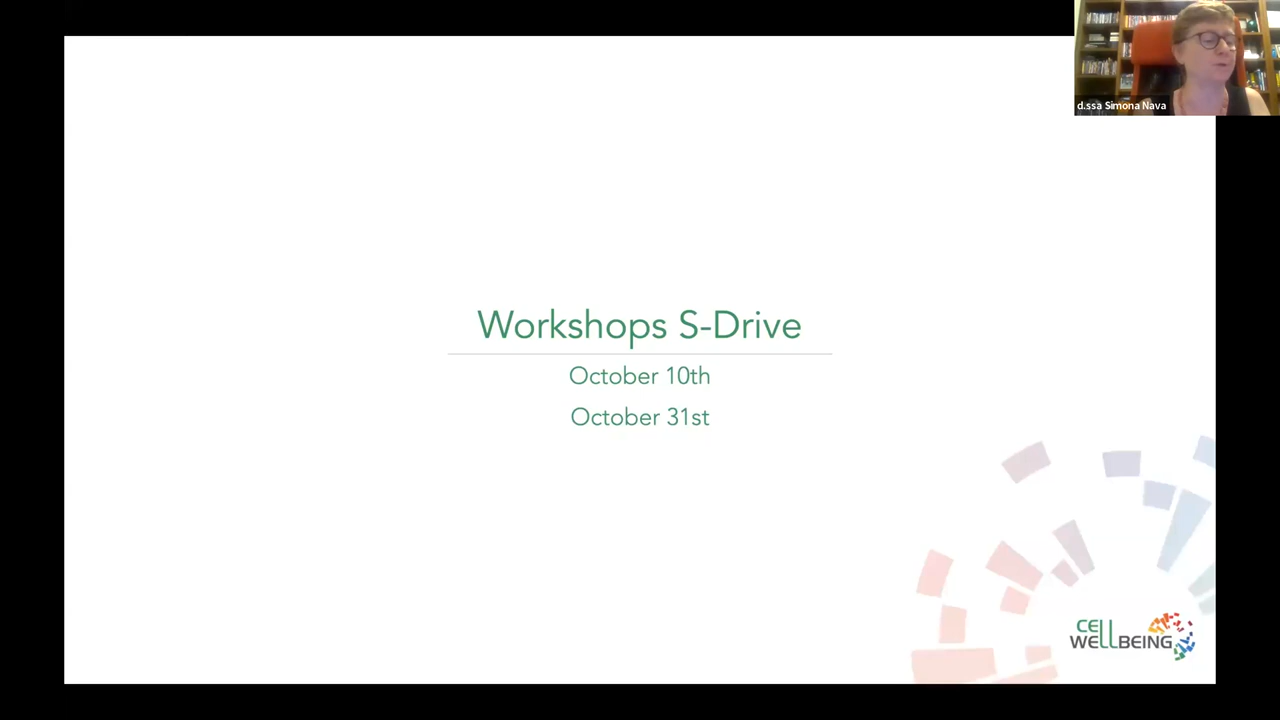 d.ssa Simona Nava
Workshops S-Drive
October 10th
October 31st
CELL
WELLBEING